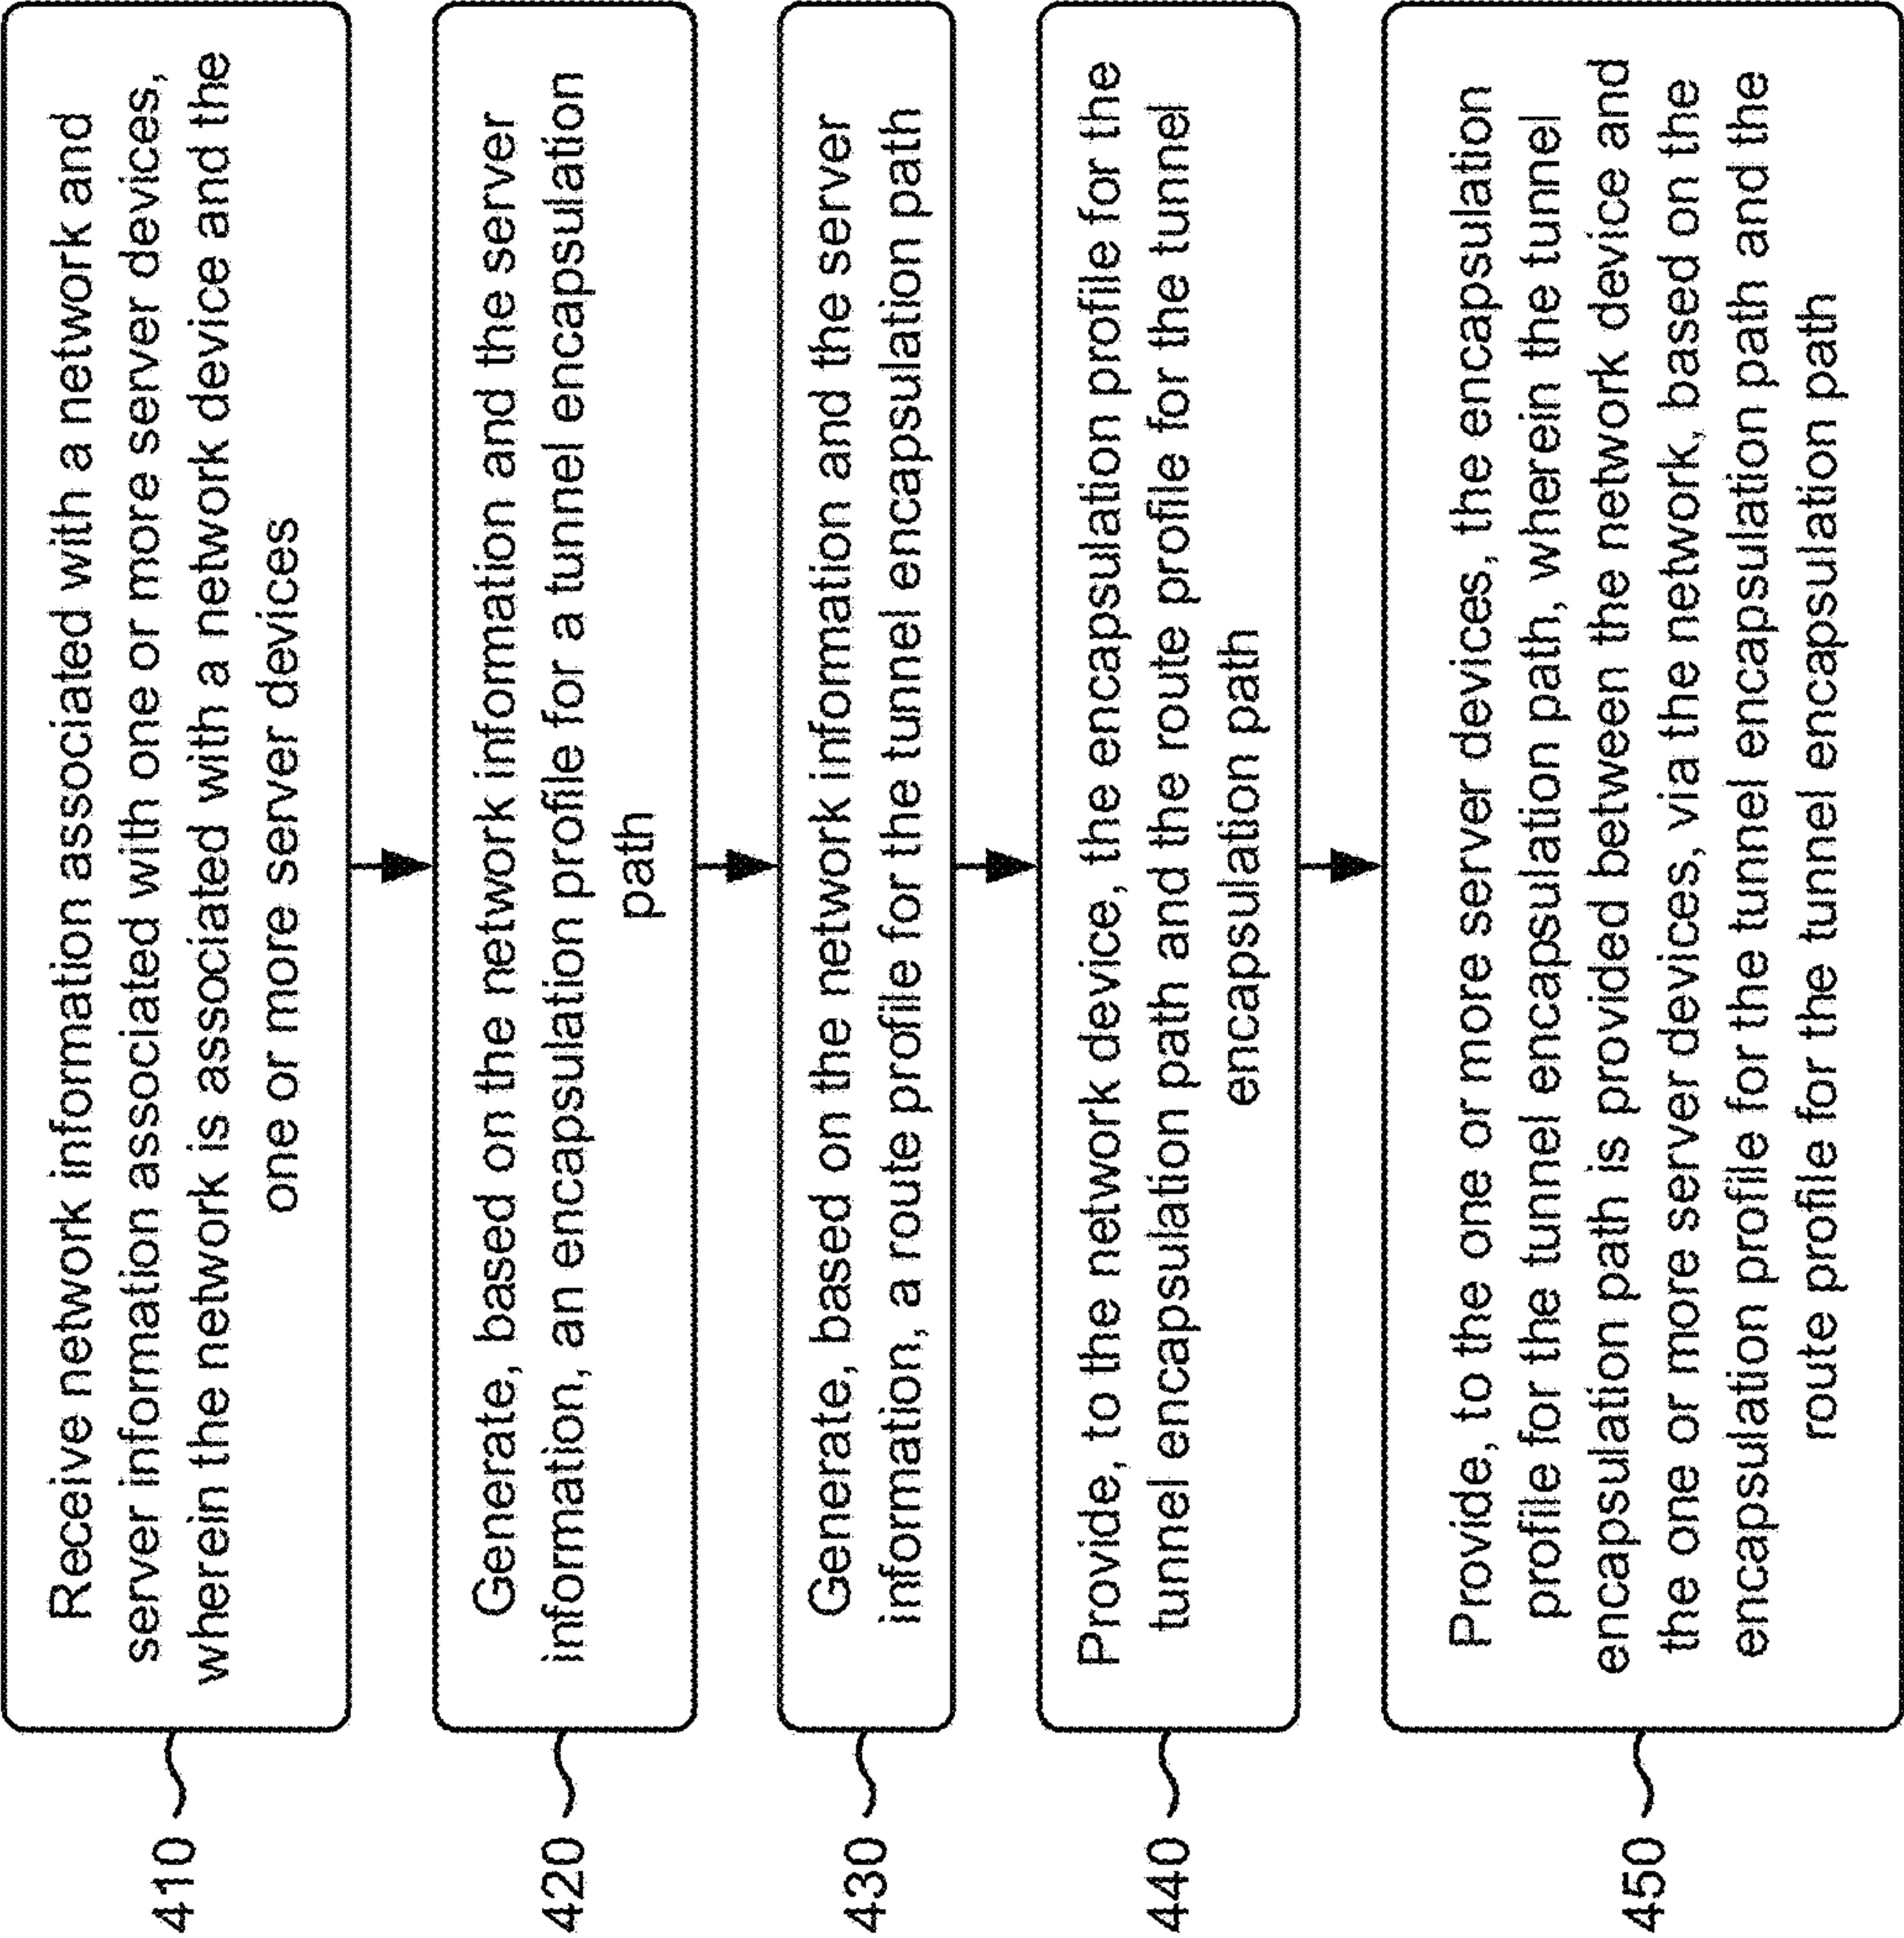 410
Receive network information associated with a network and
server information associated with one or more server devices,
wherein the network is associated with a network device and the
one or more server devices
420
Generate, based on the network information and the server
information, an encapsulation profile for a tunnel encapsulation
path
430
Generate, based on the network information and the server
information, a route profile for the tunnel encapsulation path
440
Provide, to the network device, the encapsulation profile for the
tunnel encapsulation path and the route profile for the tunnel
encapsulation path
450
Provide, to the one or more server devices, the encapsulation
profile for the tunnel encapsulation path, wherein the tunnel
encapsulation path is provided between the network device and
the one or more server devices, via the network, based on the
encapsulation profile for the tunnel encapsulation path and the
route profile for the tunnel encapsulation path